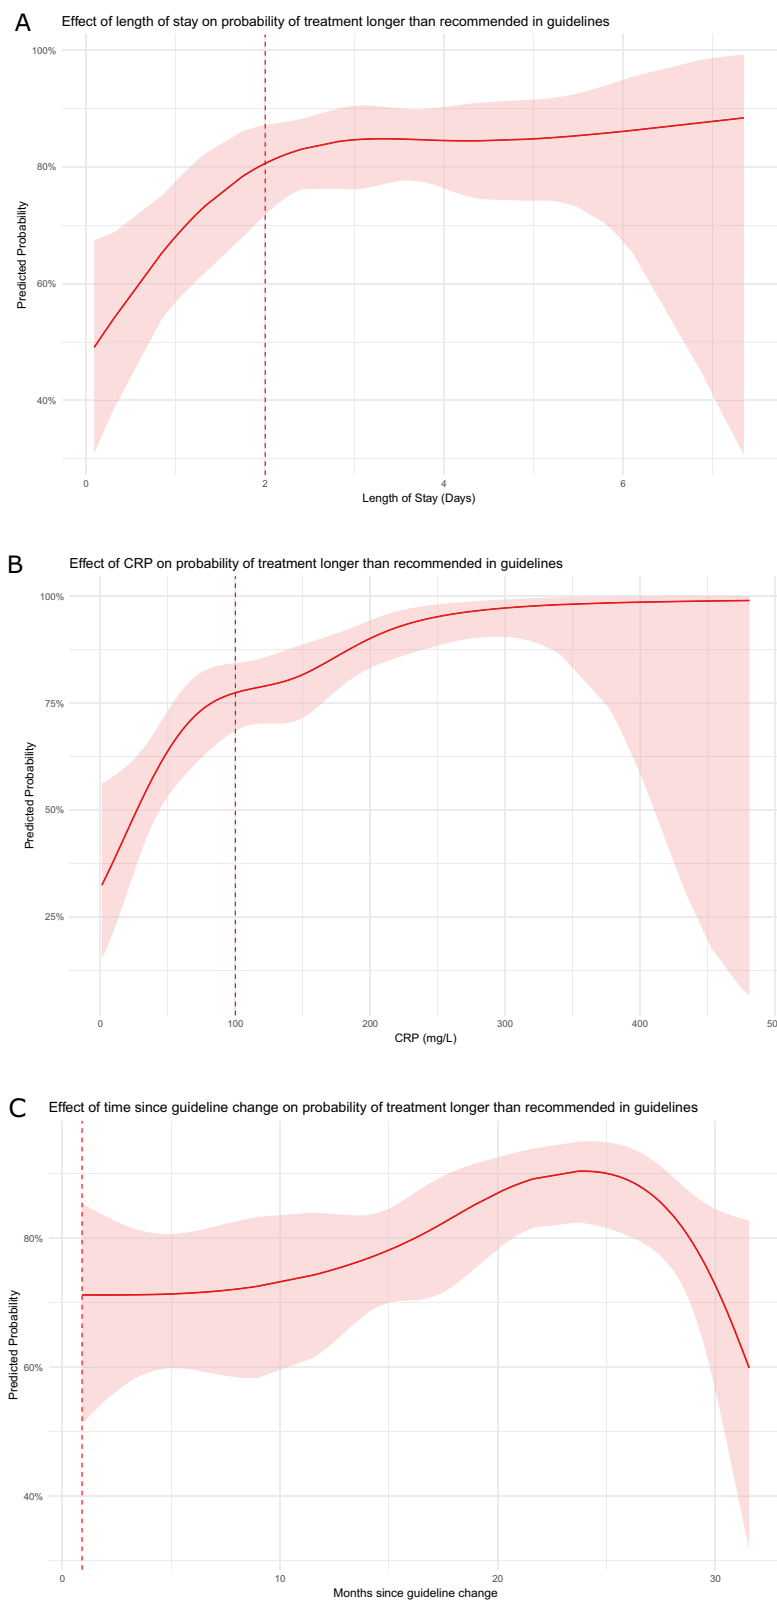 A
Effect of length of stay on probability of treatment longer than recommended in guidelines
Predicted Probability
100%
80%
60%
40%
0 2 4 6
Length of Stay (Days)
B
Effect of CRP on probability of treatment longer than recommended in guidelines
Predicted Probability
100%
75%
50%
25%
0 100 200 300 400 50
CRP (mg/L)
C
Effect of time since guideline change on probability of treatment longer than recommended in guidelines
Predicted Probability
80%
60%
40%
0 10 20 30
Months since guideline change